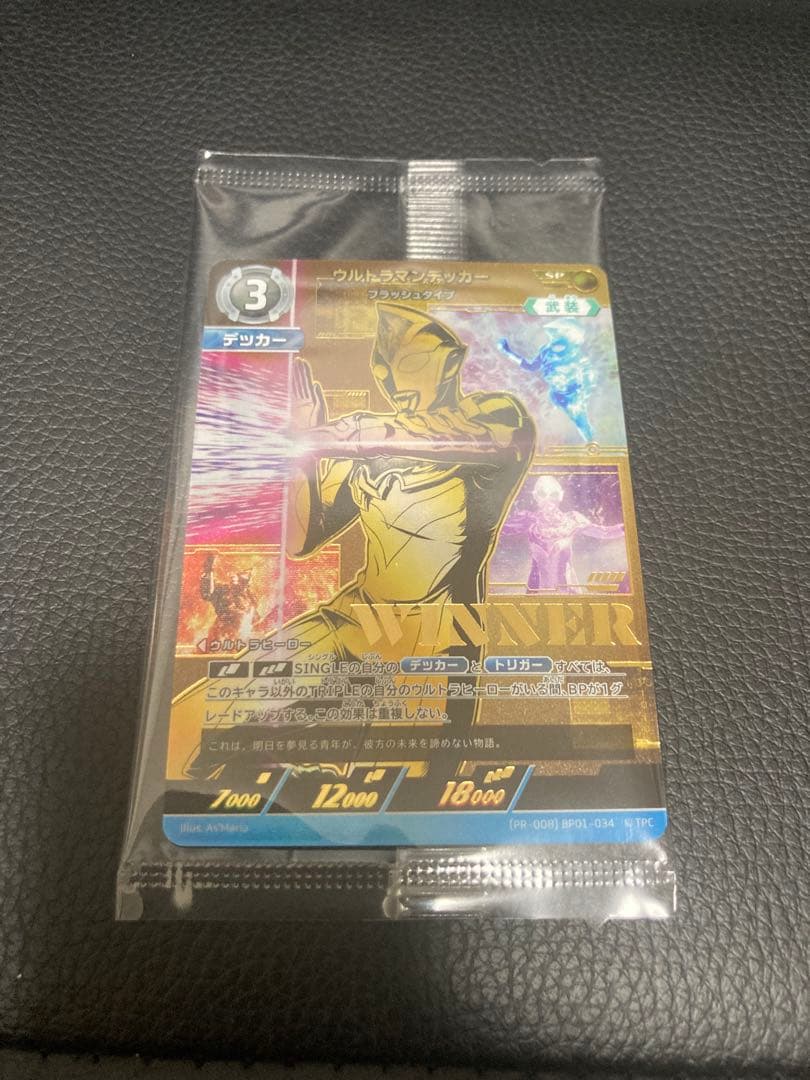 3
ウルトラマンデッカー
フラッシュタイプ
SP
武装
デッカー
WINNER
ウルトラヒーロー
SINGLEの自分の デッカー と トリガー すべては、
このキャラ以外のTRIPLEの自分のウルトラヒーローがいる間、BPが1グ
レードアップする。この効果は重複しない。
これは、明日を夢見る青年が、彼方の未来を諦めない物語。
7000 12000 18000
Illus. As'Maria
[PR-008] BP01-034 N TPC